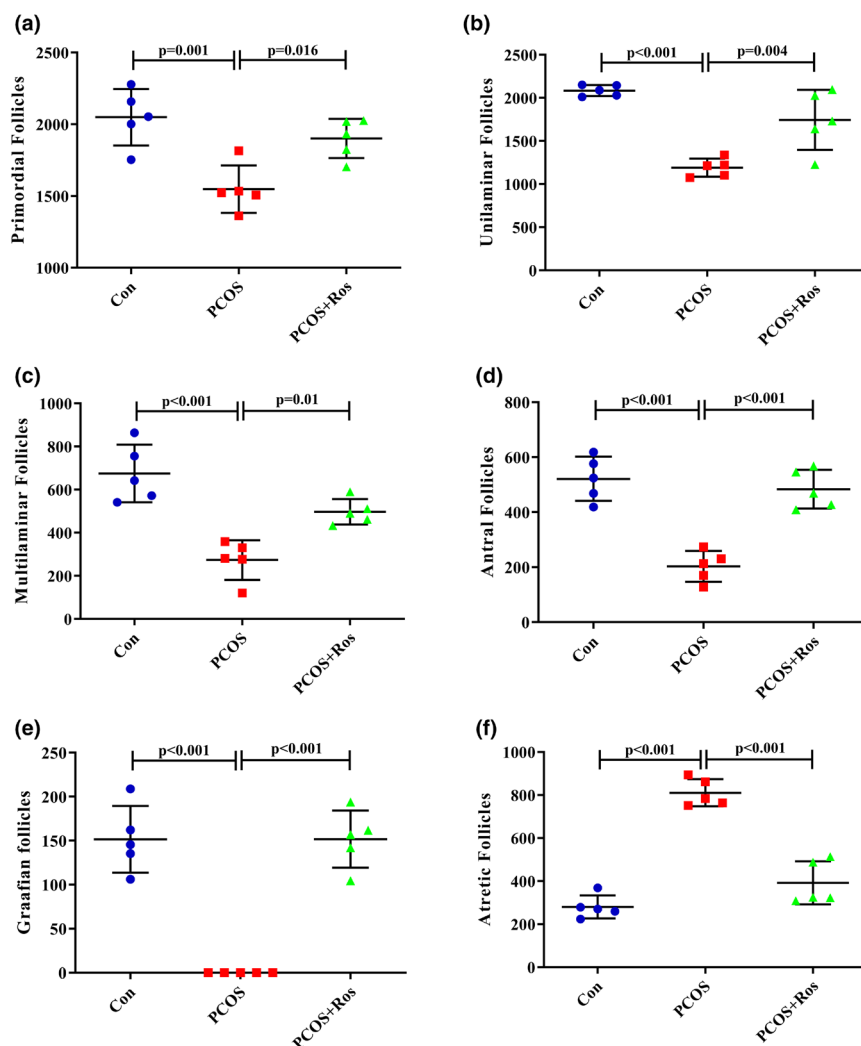 (a)
p=0.001 p=0.016
Primordial Follicles
2500
2000
1500
1000
Con PCOS PCOS+Ros
(b)
p<0.001 p=0.004
Unilaminar Follicles
2500
2000
1500
1000
500
0
Con PCOS PCOS+Ros
(c)
p<0.001 p=0.01
Multilaminar Follicles
1000
800
600
400
200
0
Con PCOS PCOS+Ros
(d)
p<0.001 p<0.001
Antral Follicles
800
600
400
200
0
Con PCOS PCOS+Ros
(e)
p<0.001 p<0.001
Graafian follicles
250
200
150
100
50
0
Con PCOS PCOS+Ros
(f)
p<0.001 p<0.001
Atretic Follicles
1000
800
600
400
200
0
Con PCOS PCOS+Ros